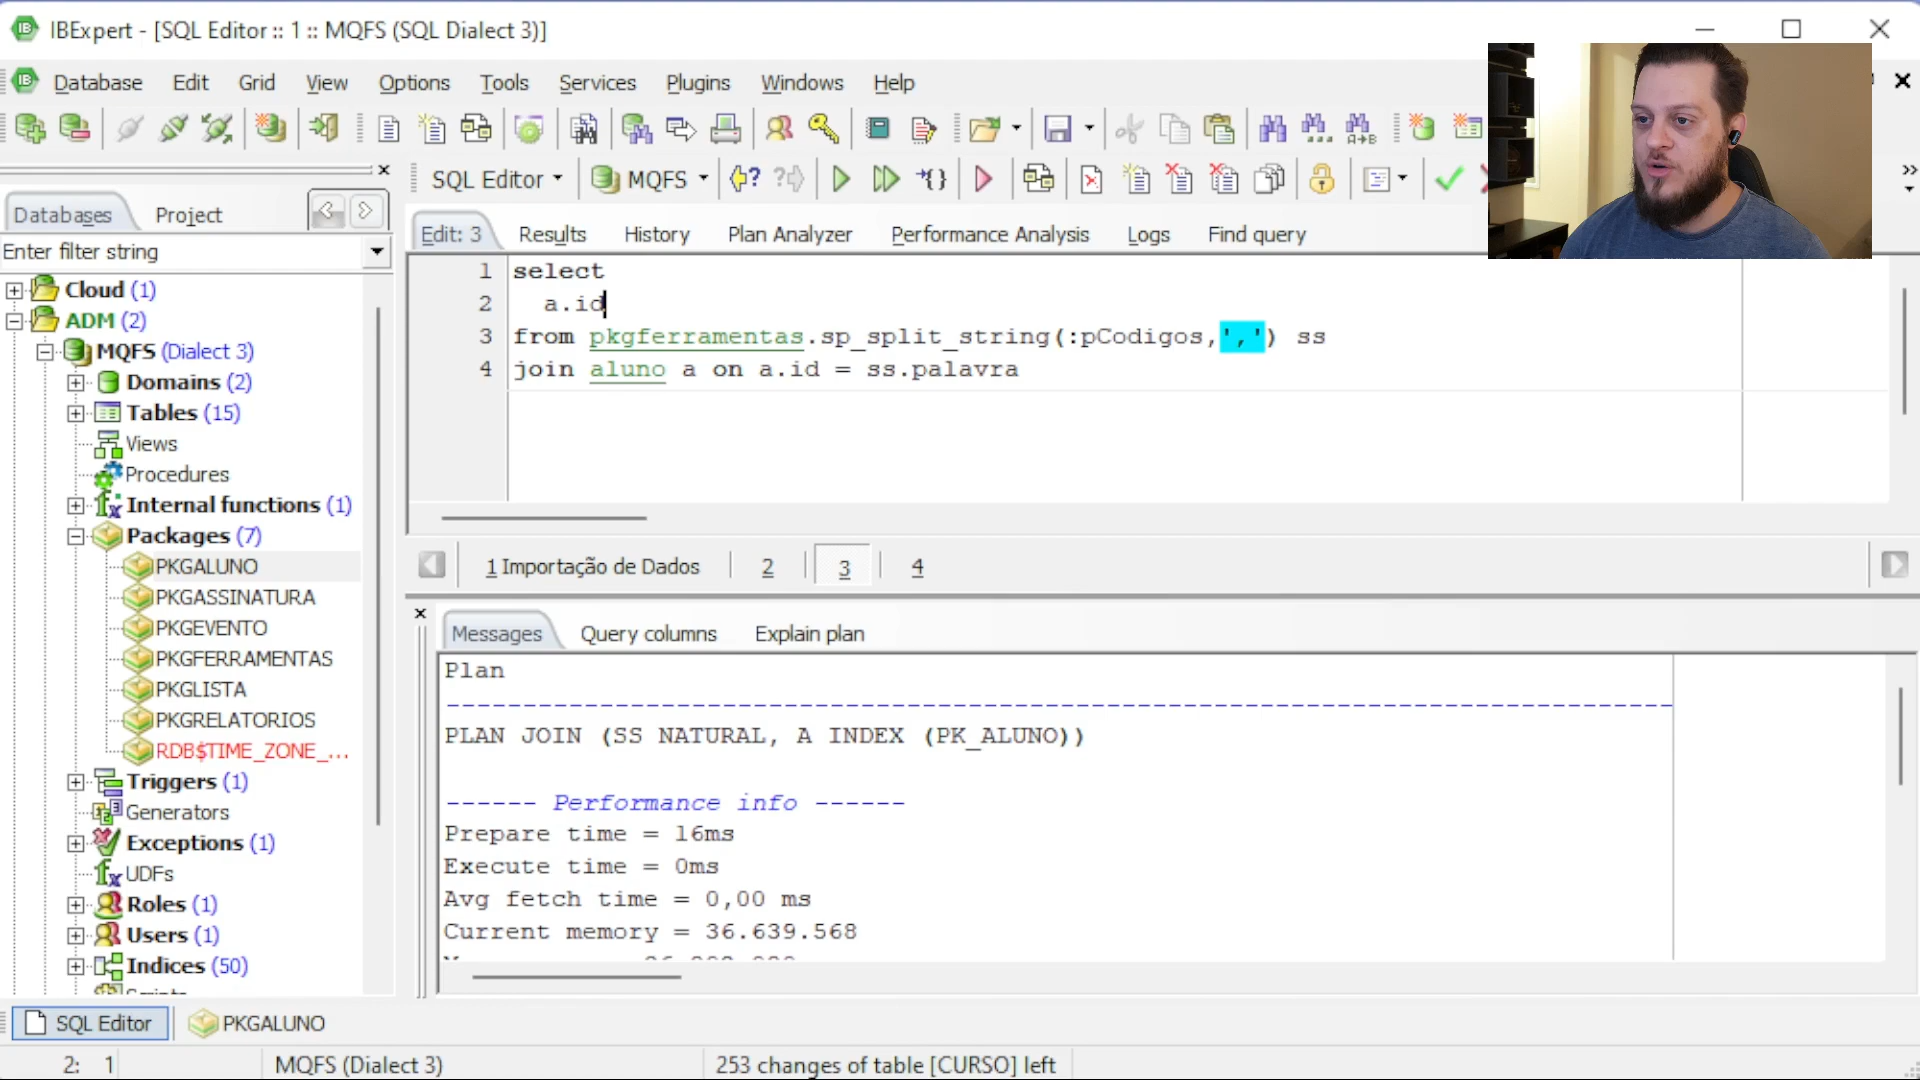 IBExpert - [SQL Editor :: 1 :: MQFS (SQL Dialect 3)]
Database Edit Grid View Options Tools Services Plugins Windows Help
SQL Editor MQFS
Databases Project
Enter filter string
Cloud (1)
ADM (2)
MQFS (Dialect 3)
Domains (2)
Tables (15)
Views
Procedures
Internal functions (1)
Packages (7)
PKGALUNO
PKGASSINATURA
PKGEVENTO
PKGFERRAMENTAS
PKGLISTA
PKGRELATORIOS
RDB$TIME_ZONE_...
Triggers (1)
Generators
Exceptions (1)
UDFs
Roles (1)
Users (1)
Indices (50)
Edit: 3 Results History Plan Analyzer Performance Analysis Logs Find query
1 select
2 a.id
3 from pkgferramentas.sp_split_string(:pCodigos,',') ss
4 join aluno a on a.id = ss.palavra
1 Importação de Dados 2 3 4
Messages Query columns Explain plan
Plan
--------------------------------------------------------------------------------
PLAN JOIN (SS NATURAL, A INDEX (PK_ALUNO))
------ Performance info ------
Prepare time = 16ms
Execute time = 0ms
Avg fetch time = 0,00 ms
Current memory = 36.639.568
SQL Editor PKGALUNO
2: 1 MQFS (Dialect 3) 253 changes of table [CURSO] left